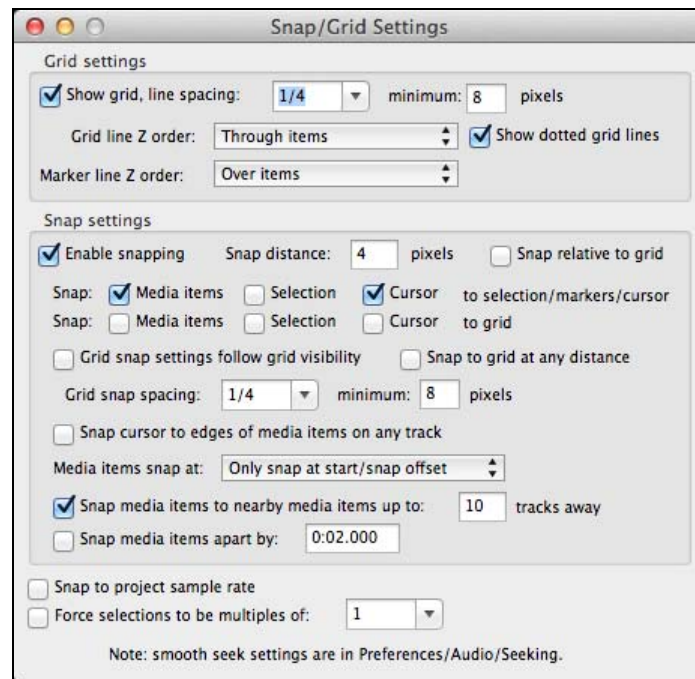 Snap/Grid Settings
Grid settings
Show grid, line spacing: 1/4 minimum: 8 pixels
Grid line Z order: Through items Show dotted grid lines
Marker line Z order: Over items
Snap settings
Enable snapping Snap distance: 4 pixels Snap relative to grid
Snap: Media items Selection Cursor to selection/markers/cursor
Snap: Media items Selection Cursor to grid
Grid snap settings follow grid visibility Snap to grid at any distance
Grid snap spacing: 1/4 minimum: 8 pixels
Snap cursor to edges of media items on any track
Media items snap at: Only snap at start/snap offset
Snap media items to nearby media items up to: 10 tracks away
Snap media items apart by: 0:02.000
Snap to project sample rate
Force selections to be multiples of: 1
Note: smooth seek settings are in Preferences/Audio/Seeking.